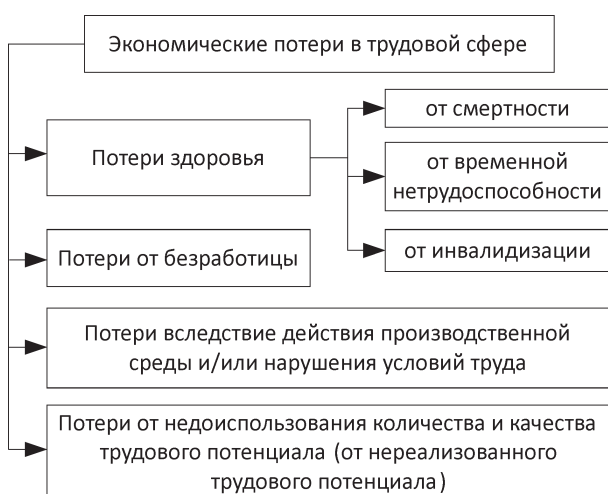 Экономические потери в трудовой сфере
Потери здоровья
от смертности
от временной
нетрудоспособности
от инвалидизации
Потери от безработицы
Потери вследствие действия производственной
среды и/или нарушения условий труда
Потери от недоиспользования количества и качества
трудового потенциала (от нереализованного
трудового потенциала)